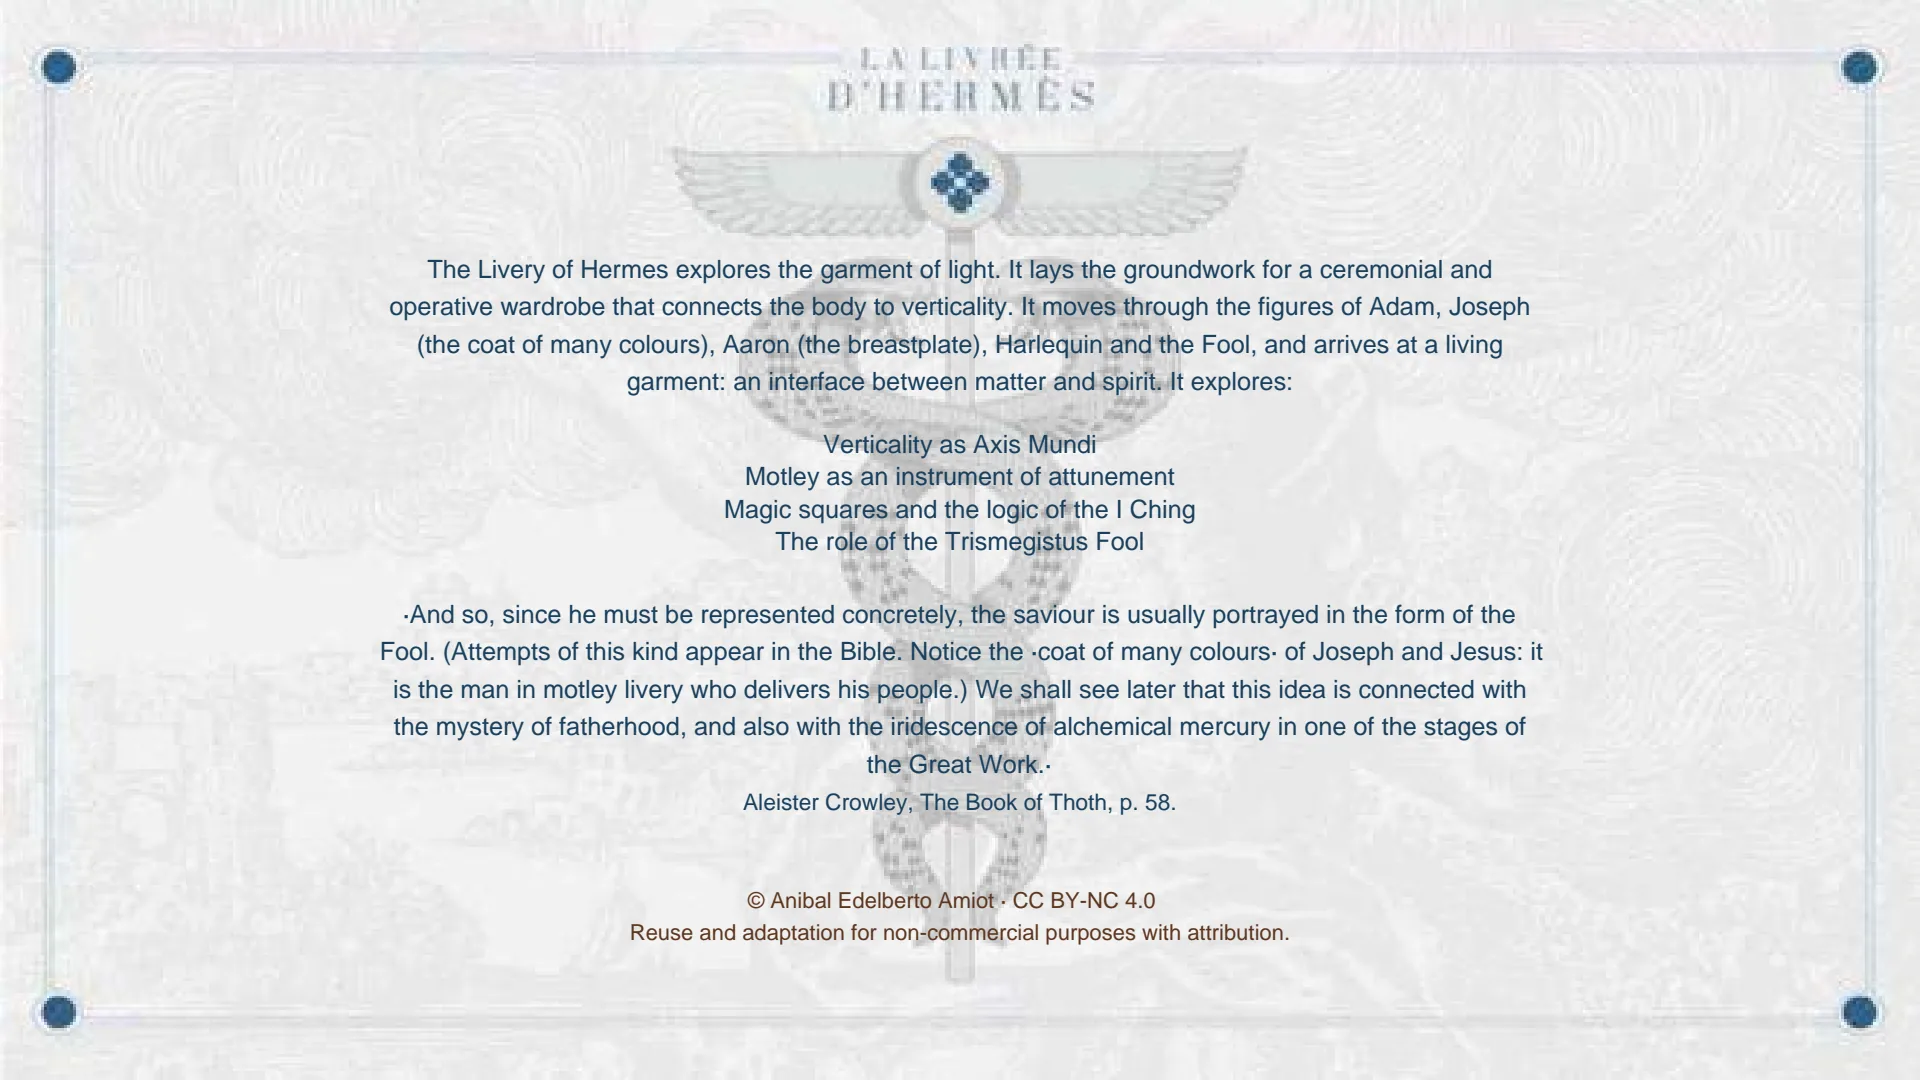 LA LIVRÉE
D'HERMÈS
The Livery of Hermes explores the garment of light. It lays the groundwork for a ceremonial and
operative wardrobe that connects the body to verticality. It moves through the figures of Adam, Joseph
(the coat of many colours), Aaron (the breastplate), Harlequin and the Fool, and arrives at a living
garment: an interface between matter and spirit. It explores:
Verticality as Axis Mundi
Motley as an instrument of attunement
Magic squares and the logic of the I Ching
The role of the Trismegistus Fool
·And so, since he must be represented concretely, the saviour is usually portrayed in the form of the
Fool. (Attempts of this kind appear in the Bible. Notice the ·coat of many colours· of Joseph and Jesus: it
is the man in motley livery who delivers his people.) We shall see later that this idea is connected with
the mystery of fatherhood, and also with the iridescence of alchemical mercury in one of the stages of
the Great Work.·
Aleister Crowley, The Book of Thoth, p. 58.
© Anibal Edelberto Amiot · CC BY-NC 4.0
Reuse and adaptation for non-commercial purposes with attribution.